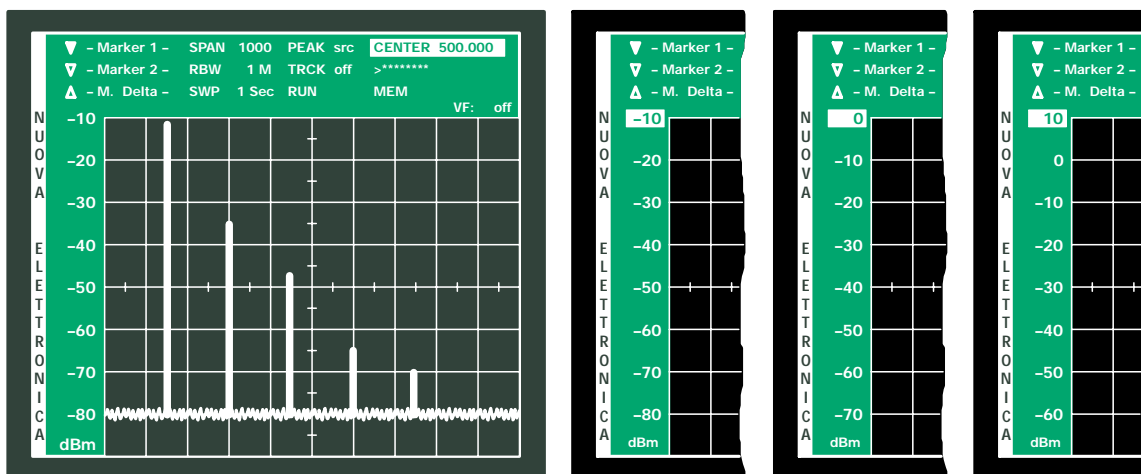 – Marker 1 – SPAN 1000 PEAK src CENTER 500.000
– Marker 2 – RBW 1 M TRCK off >********
– M. Delta – SWP 1 Sec RUN MEM
VF: off
NUOVA ELETTRONICA
–10
–20
–30
–40
–50
–60
–70
–80
dBm
– Marker 1 –
– Marker 2 –
– M. Delta –
NUOVA ELETTRONICA
–10
–20
–30
–40
–50
–60
–70
–80
dBm
– Marker 1 –
– Marker 2 –
– M. Delta –
NUOVA ELETTRONICA
0
–10
–20
–30
–40
–50
–60
–70
dBm
– Marker 1 –
– Marker 2 –
– M. Delta –
NUOVA ELETTRONICA
10
0
–10
–20
–30
–40
–50
–60
dBm